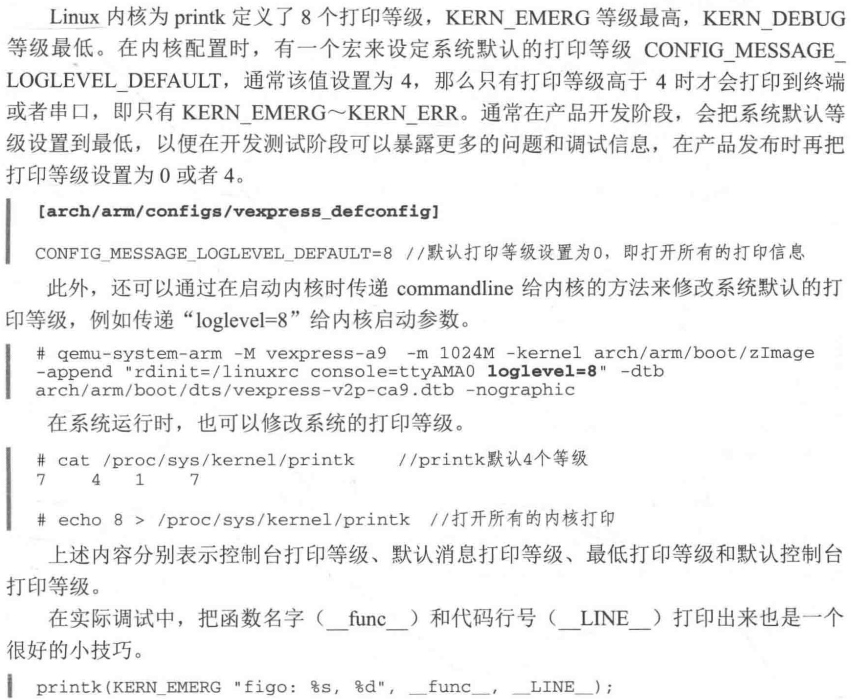 Linux 内核为 printk 定义了 8 个打印等级，KERN_EMERG 等级最高，KERN_DEBUG
等级最低。在内核配置时，有一个宏来设定系统默认的打印等级 CONFIG_MESSAGE_
LOGLEVEL_DEFAULT，通常该值设置为 4，那么只有打印等级高于 4 时才会打印到终端
或者串口，即只有 KERN_EMERG～KERN_ERR。通常在产品开发阶段，会把系统默认等
级设置到最低，以便在开发测试阶段可以暴露更多的问题和调试信息，在产品发布时再把
打印等级设置为 0 或者 4。
[arch/arm/configs/vexpress_defconfig]
CONFIG_MESSAGE_LOGLEVEL_DEFAULT=8 //默认打印等级设置为0，即打开所有的打印信息
此外，还可以通过在启动内核时传递 commandline 给内核的方法来修改系统默认的打
印等级，例如传递“loglevel=8”给内核启动参数。
# qemu-system-arm -M vexpress-a9 -m 1024M -kernel arch/arm/boot/zImage
-append "rdinit=/linuxrc console=ttyAMA0 loglevel=8" -dtb
arch/arm/boot/dts/vexpress-v2p-ca9.dtb -nographic
在系统运行时，也可以修改系统的打印等级。
# cat /proc/sys/kernel/printk //printk默认4个等级
7 4 1 7
# echo 8 > /proc/sys/kernel/printk //打开所有的内核打印
上述内容分别表示控制台打印等级、默认消息打印等级、最低打印等级和默认控制台
打印等级。
在实际调试中，把函数名字（__func__）和代码行号（__LINE__）打印出来也是一个
很好的小技巧。
printk(KERN_EMERG "figo: %s, %d", __func__, __LINE__);